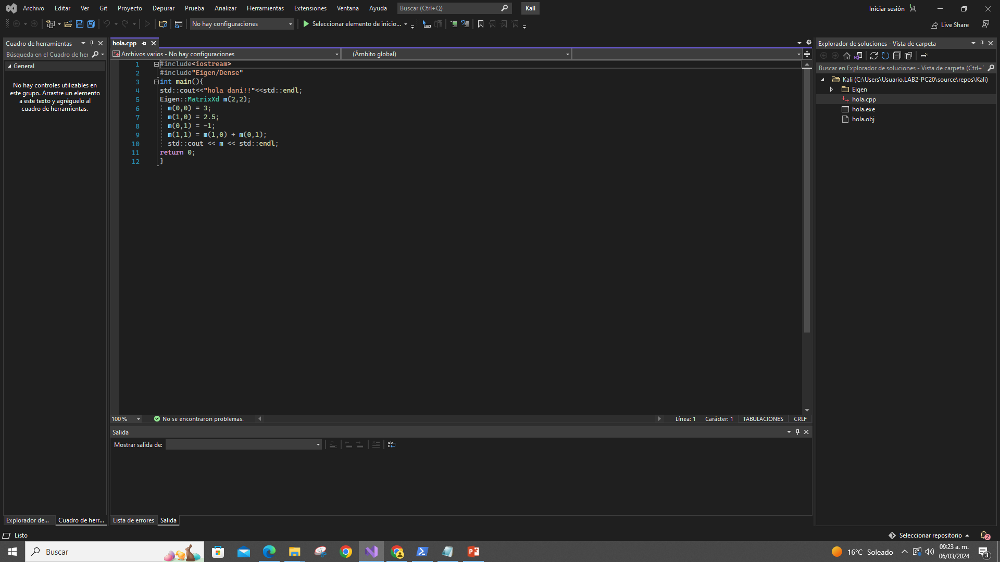 Archivo Editar Ver Git Proyecto Depurar Prueba Analizar Herramientas Extensiones Ventana Ayuda Buscar (Ctrl+Q) Kali Iniciar sesión
No hay configuraciones Seleccionar elemento de inicio... Live Share
Cuadro de herramientas
Búsqueda en el Cuadro de her
General
No hay controles utilizables en
este grupo. Arrastre un elemento
a este texto y agréguelo al
cuadro de herramientas.
Explorador de... Cuadro de herr...
hola.cpp
Archivos varios - No hay configuraciones (Ámbito global)
1 #include<iostream>
2 #include"Eigen/Dense"
3 int main(){
4 std::cout<<"hola dani!!"<<std::endl;
5 Eigen::MatrixXd m(2,2);
6 m(0,0) = 3;
7 m(1,0) = 2.5;
8 m(0,1) = -1;
9 m(1,1) = m(1,0) + m(0,1);
10 std::cout << m << std::endl;
11 return 0;
12 }
100 % No se encontraron problemas. Línea: 1 Carácter: 1 TABULACIONES CRLF
Salida
Mostrar salida de:
Lista de errores Salida
Explorador de soluciones - Vista de carpeta
Buscar en Explorador de soluciones - Vista de carpeta (Ctrl+
Kali (C:\Users\Usuario.LAB2-PC20\source\repos\Kali)
Eigen
hola.cpp
hola.exe
hola.obj
Listo Seleccionar repositorio 2
Buscar 16°C Soleado 09:23 a. m.
06/03/2024 3